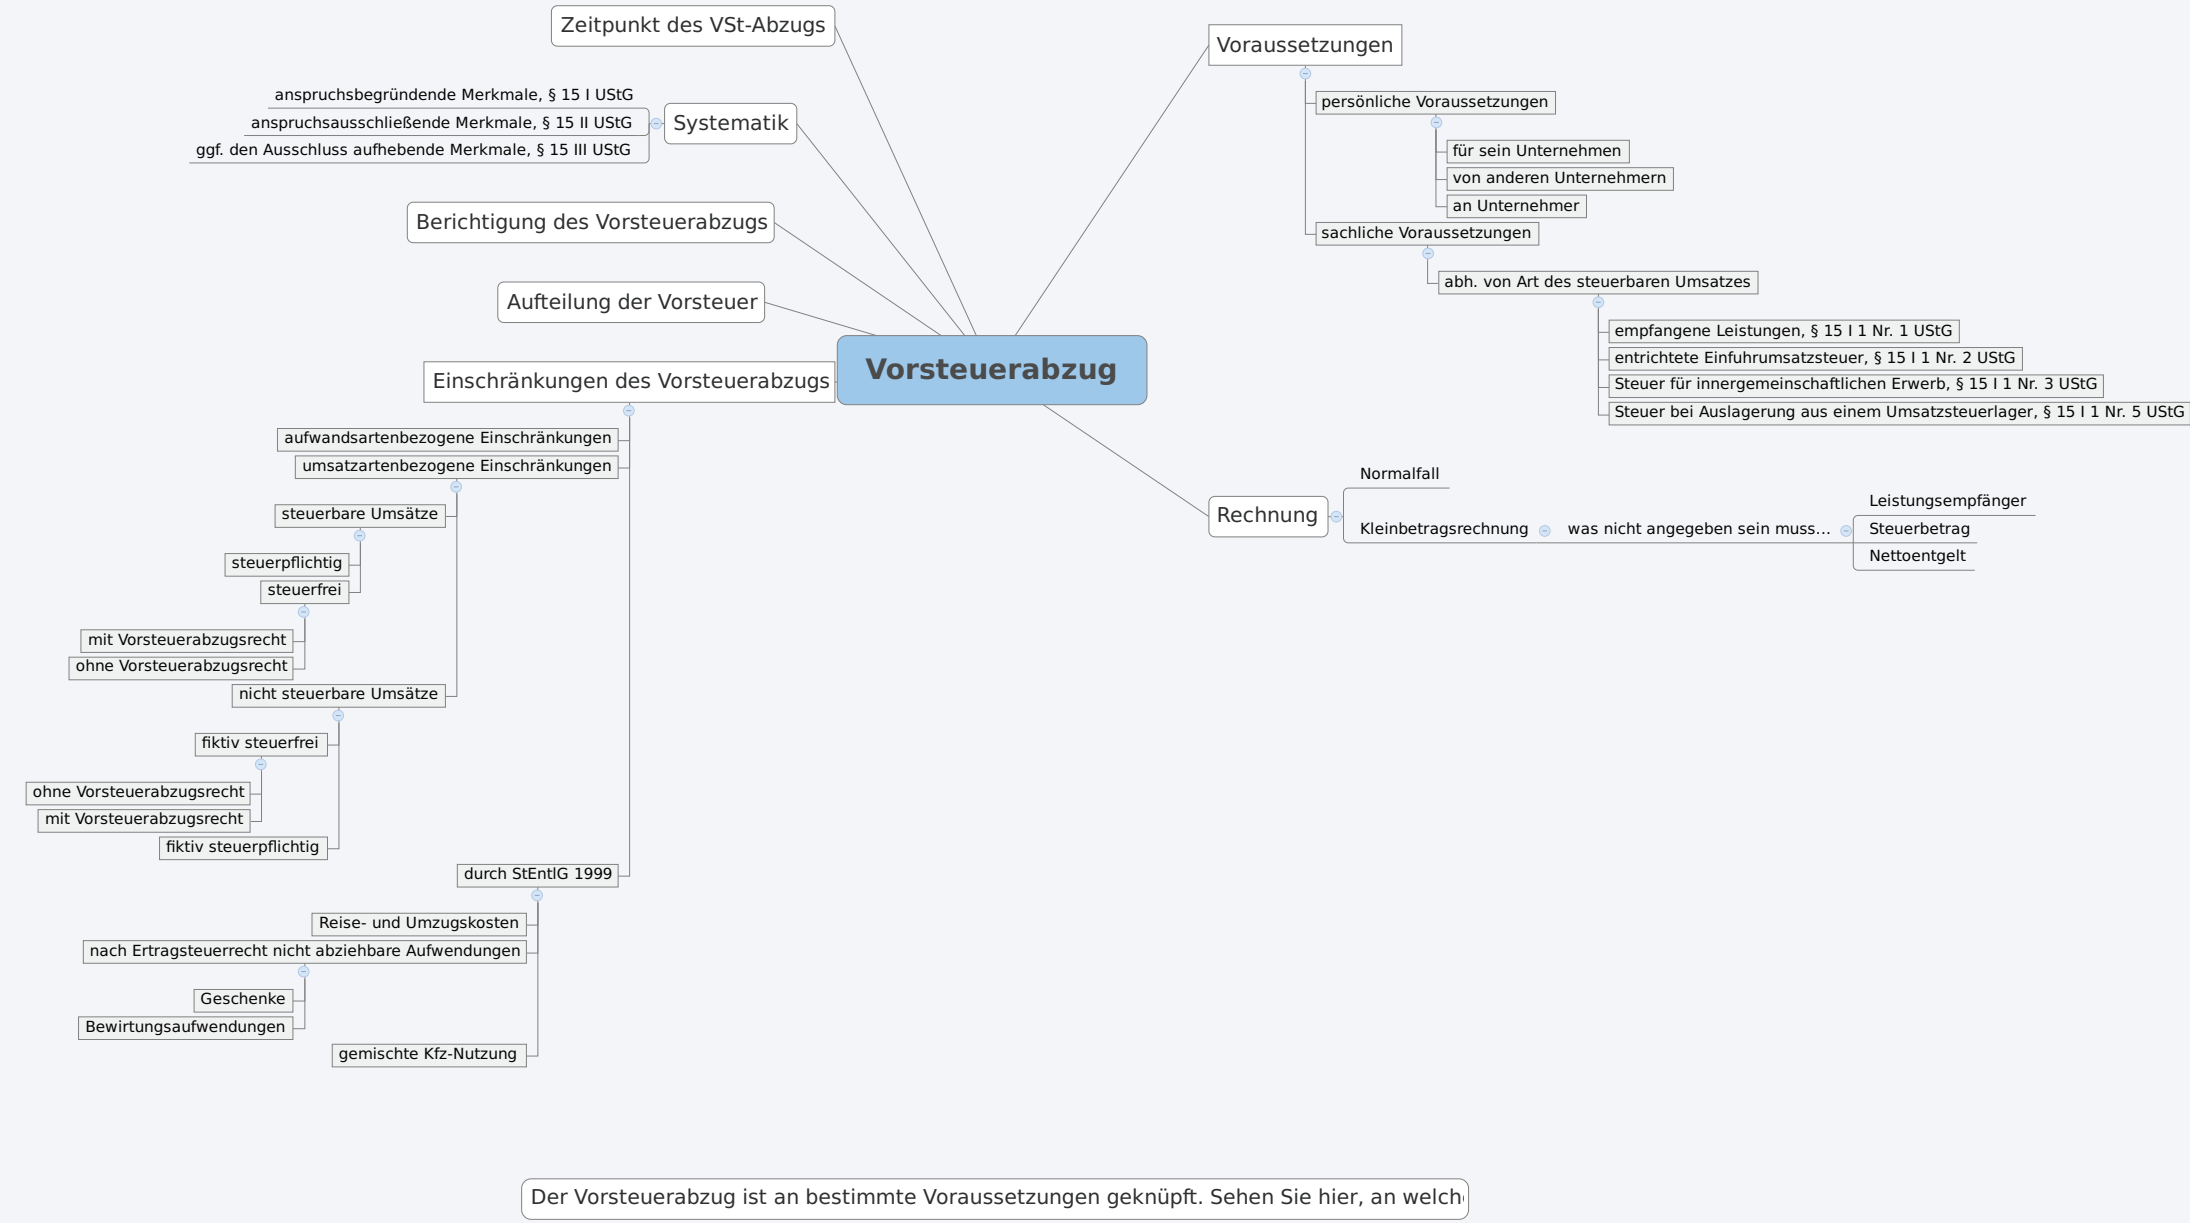 Zeitpunkt des VSt-Abzugs
Systematik
anspruchsbegründende Merkmale, § 15 I UStG
anspruchsausschließende Merkmale, § 15 II UStG
ggf. den Ausschluss aufhebende Merkmale, § 15 III UStG
Berichtigung des Vorsteuerabzugs
Aufteilung der Vorsteuer
Vorsteuerabzug
Einschränkungen des Vorsteuerabzugs
aufwandsartenbezogene Einschränkungen
umsatzartenbezogene Einschränkungen
steuerbare Umsätze
steuerpflichtig
steuerfrei
mit Vorsteuerabzugsrecht
ohne Vorsteuerabzugsrecht
nicht steuerbare Umsätze
fiktiv steuerfrei
ohne Vorsteuerabzugsrecht
mit Vorsteuerabzugsrecht
fiktiv steuerpflichtig
durch StEntlG 1999
Reise- und Umzugskosten
nach Ertragsteuerrecht nicht abziehbare Aufwendungen
Geschenke
Bewirtungsaufwendungen
gemischte Kfz-Nutzung
Voraussetzungen
persönliche Voraussetzungen
für sein Unternehmen
von anderen Unternehmern
an Unternehmer
sachliche Voraussetzungen
abh. von Art des steuerbaren Umsatzes
empfangene Leistungen, § 15 I 1 Nr. 1 UStG
entrichtete Einfuhrumsatzsteuer, § 15 I 1 Nr. 2 UStG
Steuer für innergemeinschaftlichen Erwerb, § 15 I 1 Nr. 3 UStG
Steuer bei Auslagerung aus einem Umsatzsteuerlager, § 15 I 1 Nr. 5 UStG
Rechnung
Normalfall
Kleinbetragsrechnung
was nicht angegeben sein muss...
Leistungsempfänger
Steuerbetrag
Nettoentgelt
Der Vorsteuerabzug ist an bestimmte Voraussetzungen geknüpft. Sehen Sie hier, an